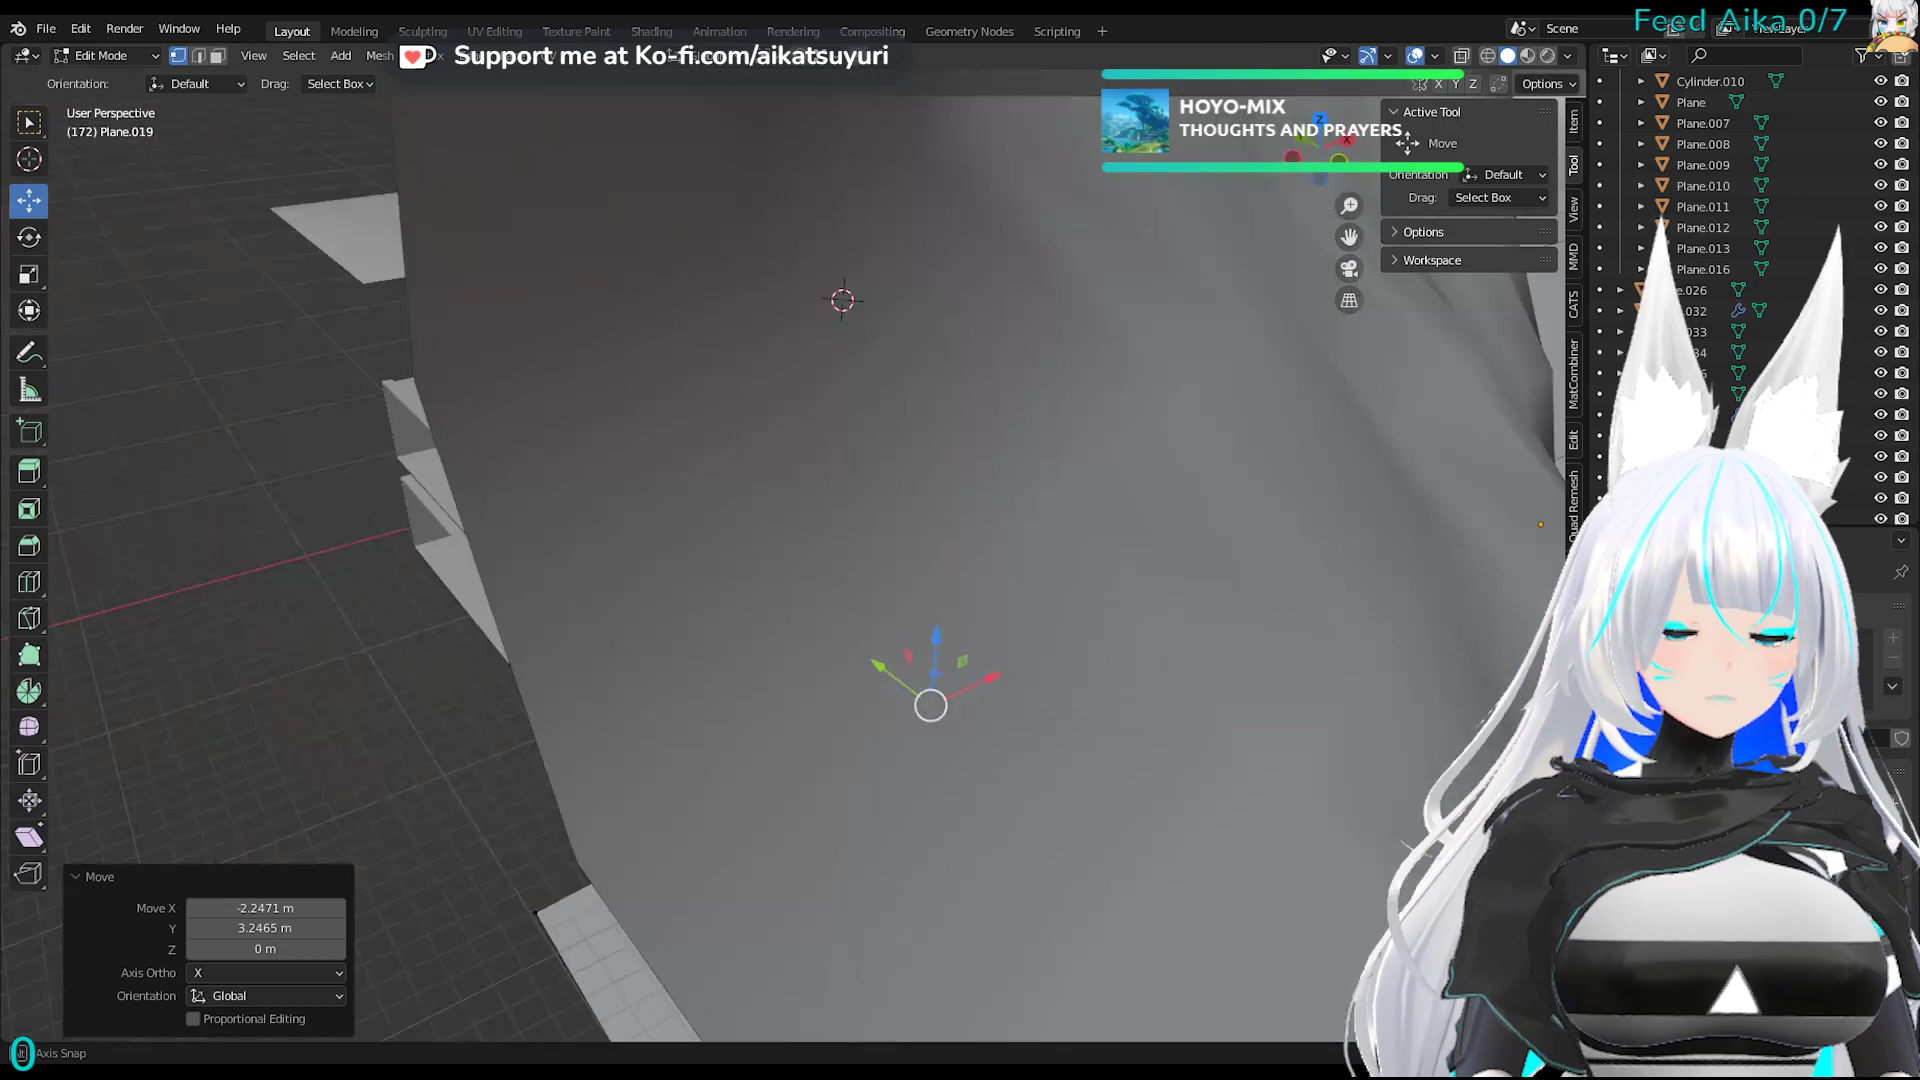 File Edit Render Window Help Layout Modeling Sculpting UV Editing Texture Paint Shading Animation Rendering Compositing Geometry Nodes Scripting
Scene
Feed Aika 0/7
Edit Mode View Select Add Mesh
Support me at Ko-fi.com/aikatsuyuri
Orientation: Default Drag: Select Box
X Y Z Options
User Perspective
(172) Plane.019
HOYO-MIX
THOUGHTS AND PRAYERS
Active Tool
Move
Orientation Default
Drag: Select Box
Options
Workspace
Item
Tool
View
MMD
CATS
MatCombiner
Edit
Quad Remesh
Cylinder.010
Plane
Plane.007
Plane.008
Plane.009
Plane.010
Plane.011
Plane.012
Plane.013
Plane.016
.026
.032
Move
Move X -2.2471 m
Y 3.2465 m
Z 0 m
Axis Ortho X
Orientation Global
Proportional Editing
0 Axis Snap